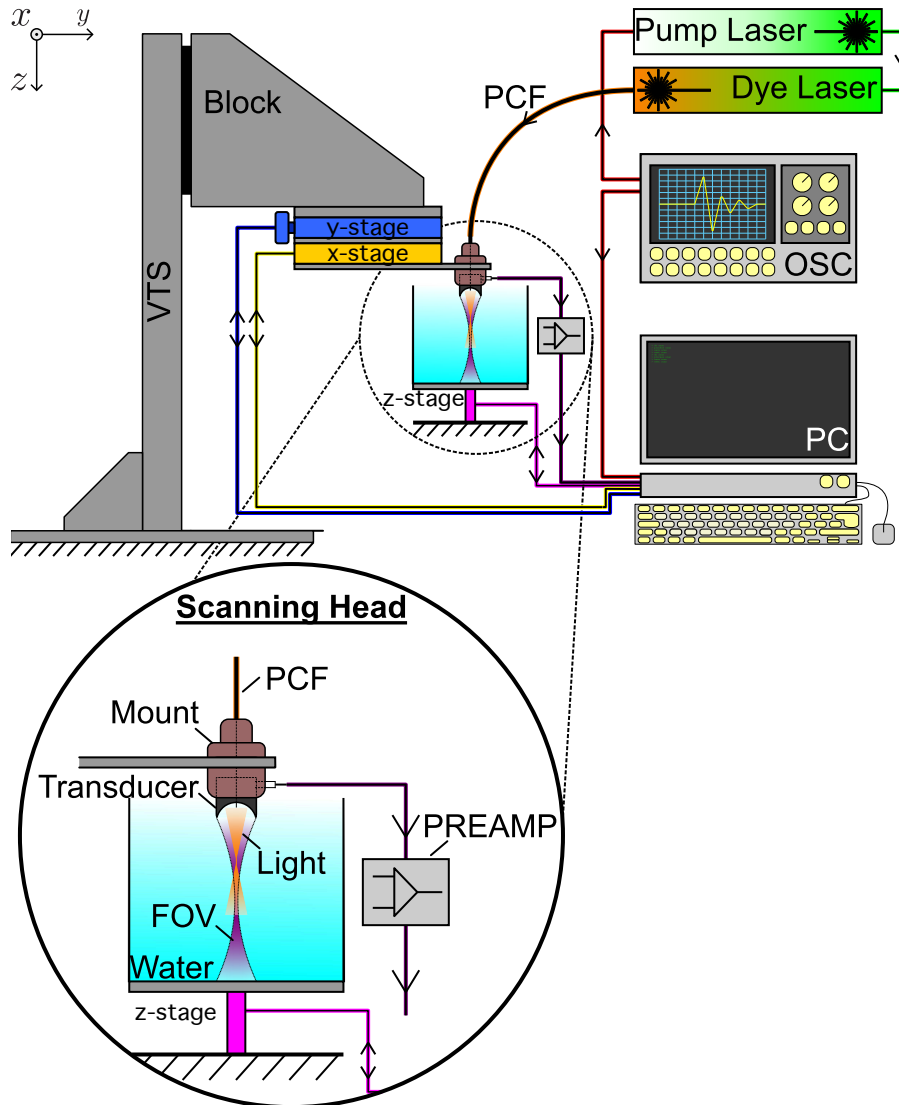 x
y
z
Pump Laser
Dye Laser
PCF
Block
y-stage
x-stage
OSC
VTS
z-stage
PC
Scanning Head
PCF
Mount
Transducer
PREAMP
Light
FOV
Water
z-stage